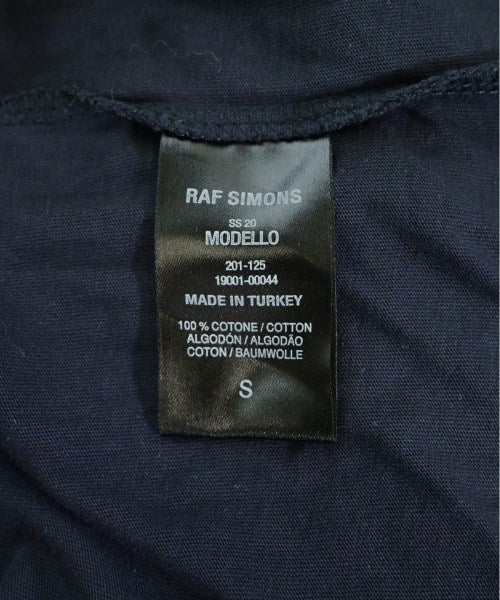 RAF SIMONS
SS 20
MODELLO
201-125
19001-00044
MADE IN TURKEY
100 % COTONE / COTTON
ALGODÓN / ALGODÃO
COTON / BAUMWOLLE
S